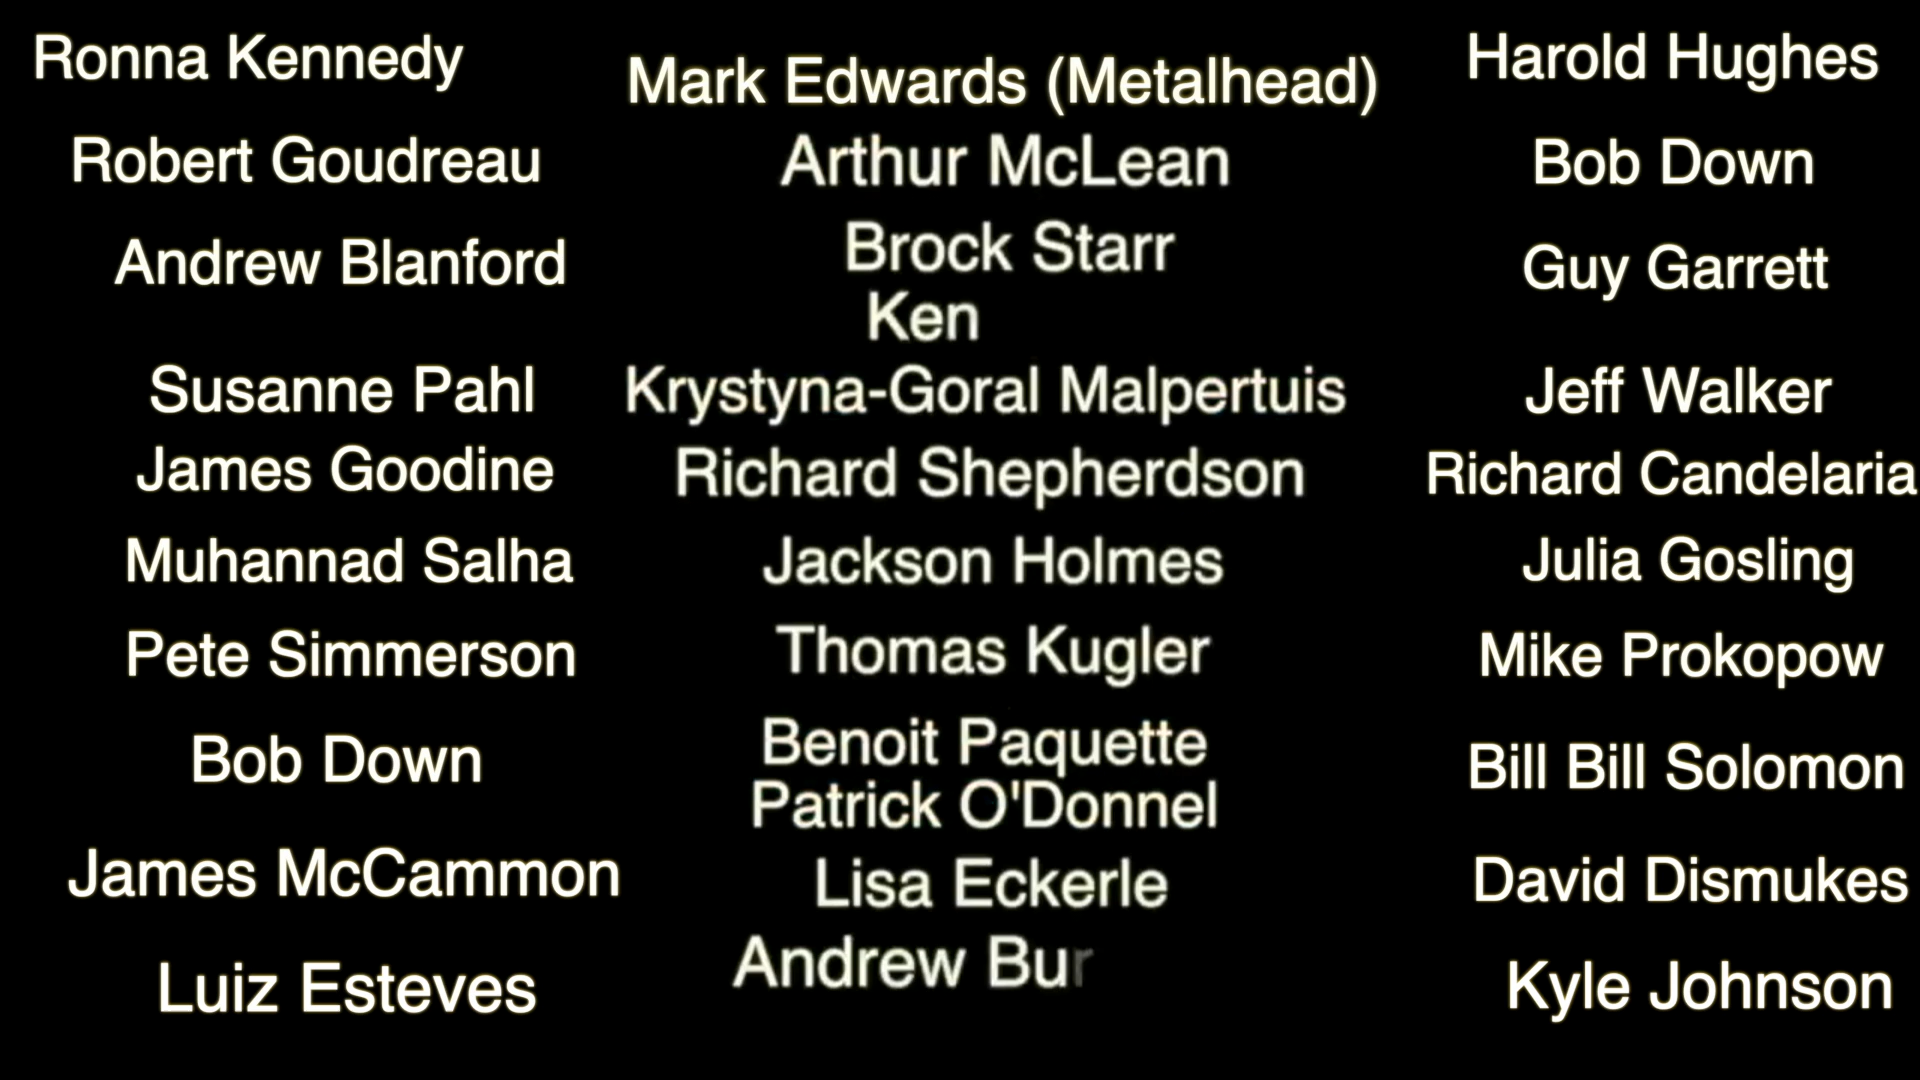 Ronna Kennedy
Robert Goudreau
Andrew Blanford
Susanne Pahl
James Goodine
Muhannad Salha
Pete Simmerson
Bob Down
James McCammon
Luiz Esteves
Mark Edwards (Metalhead)
Arthur McLean
Brock Starr
Ken
Krystyna-Goral Malpertuis
Richard Shepherdson
Jackson Holmes
Thomas Kugler
Benoit Paquette
Patrick O'Donnel
Lisa Eckerle
Andrew Bur
Harold Hughes
Bob Down
Guy Garrett
Jeff Walker
Richard Candelaria
Julia Gosling
Mike Prokopow
Bill Bill Solomon
David Dismukes
Kyle Johnson